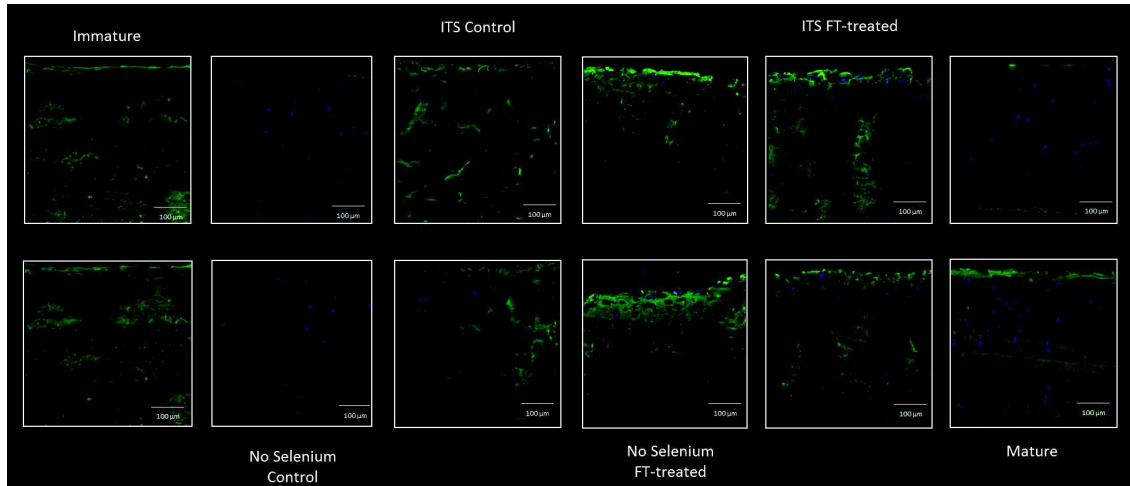 Immature
ITS Control
ITS FT-treated
100 µm
100 µm
100 µm
100 µm
100 µm
100 µm
100 µm
100 µm
100 µm
100 µm
100 µm
100 µm
No Selenium
Control
No Selenium
FT-treated
Mature